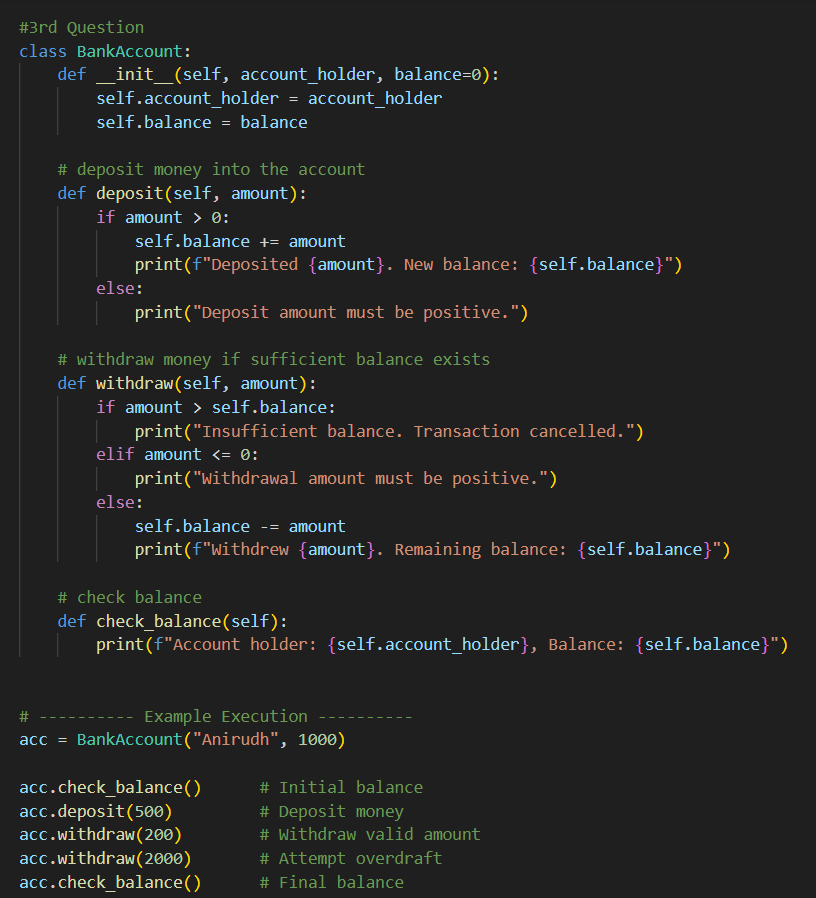 #3rd Question
class BankAccount:
    def __init__(self, account_holder, balance=0):
        self.account_holder = account_holder
        self.balance = balance

    # deposit money into the account
    def deposit(self, amount):
        if amount > 0:
            self.balance += amount
            print(f"Deposited {amount}. New balance: {self.balance}")
        else:
            print("Deposit amount must be positive.")

    # withdraw money if sufficient balance exists
    def withdraw(self, amount):
        if amount > self.balance:
            print("Insufficient balance. Transaction cancelled.")
        elif amount <= 0:
            print("Withdrawal amount must be positive.")
        else:
            self.balance -= amount
            print(f"Withdrew {amount}. Remaining balance: {self.balance}")

    # check balance
    def check_balance(self):
        print(f"Account holder: {self.account_holder}, Balance: {self.balance}")


# ---------- Example Execution ----------
acc = BankAccount("Anirudh", 1000)

acc.check_balance()      # Initial balance
acc.deposit(500)         # Deposit money
acc.withdraw(200)        # Withdraw valid amount
acc.withdraw(2000)       # Attempt overdraft
acc.check_balance()      # Final balance